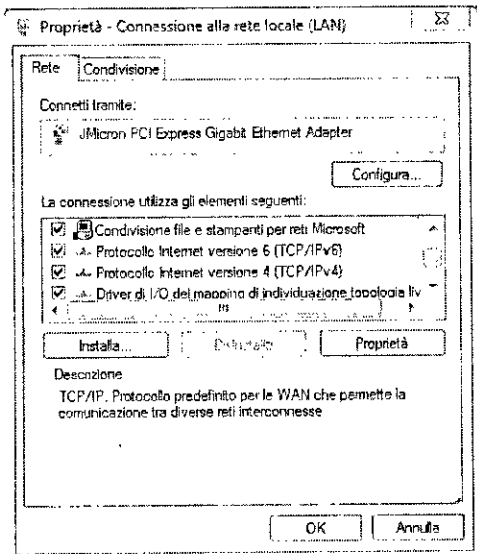 Proprietà - Connessione alla rete locale (LAN)
Rete Condivisione
Connetti tramite:
JMicron PCI Express Gigabit Ethernet Adapter
Configura...
La connessione utilizza gli elementi seguenti:
Condivisione file e stampanti per reti Microsoft
Protocollo Internet versione 6 (TCP/IPv6)
Protocollo Internet versione 4 (TCP/IPv4)
Driver di I/O del mapping di individuazione topologia liv
Installa... Disinstalla Proprietà
Descrizione
TCP/IP. Protocollo predefinito per le WAN che permette la
comunicazione tra diverse reti interconnesse
OK Annulla